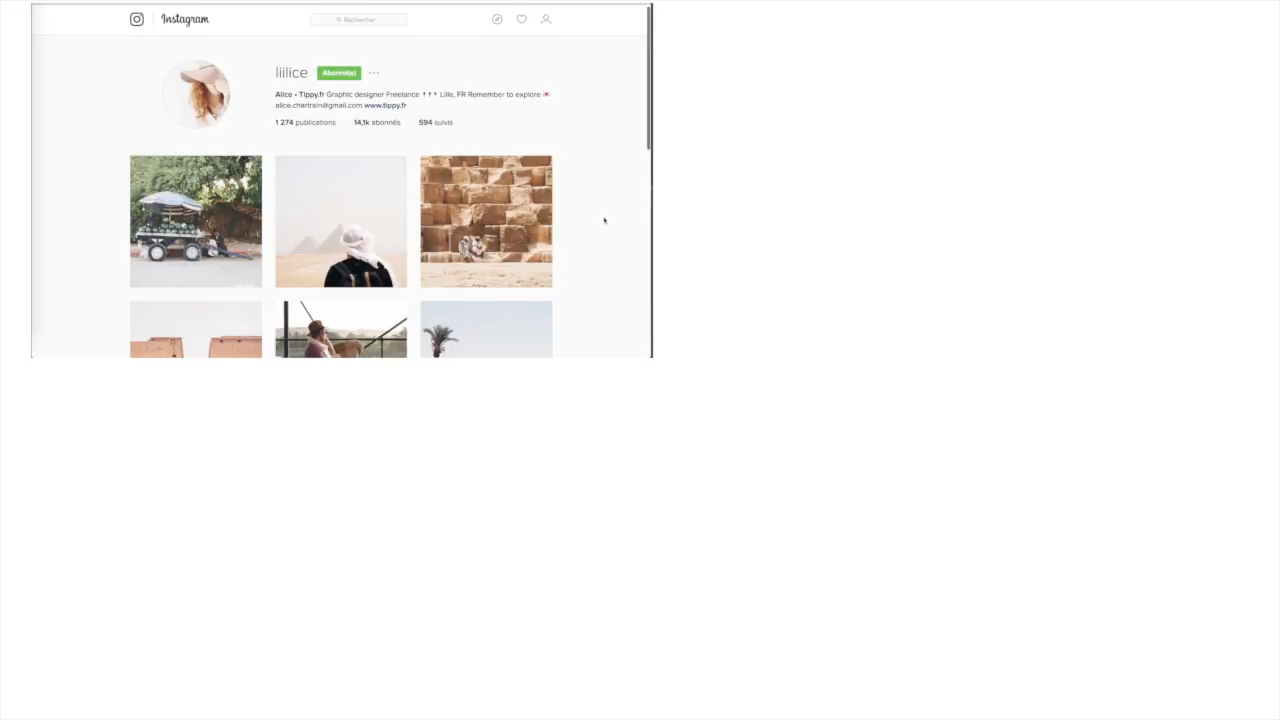 Instagram
Rechercher
liilice
Abonné(e)
Alice • Tippy.fr Graphic designer Freelance ↑↑↑ Lille, FR Remember to explore 💌
alice.chartrain@gmail.com www.tippy.fr
1 274 publications 14,1k abonnés 594 suivis